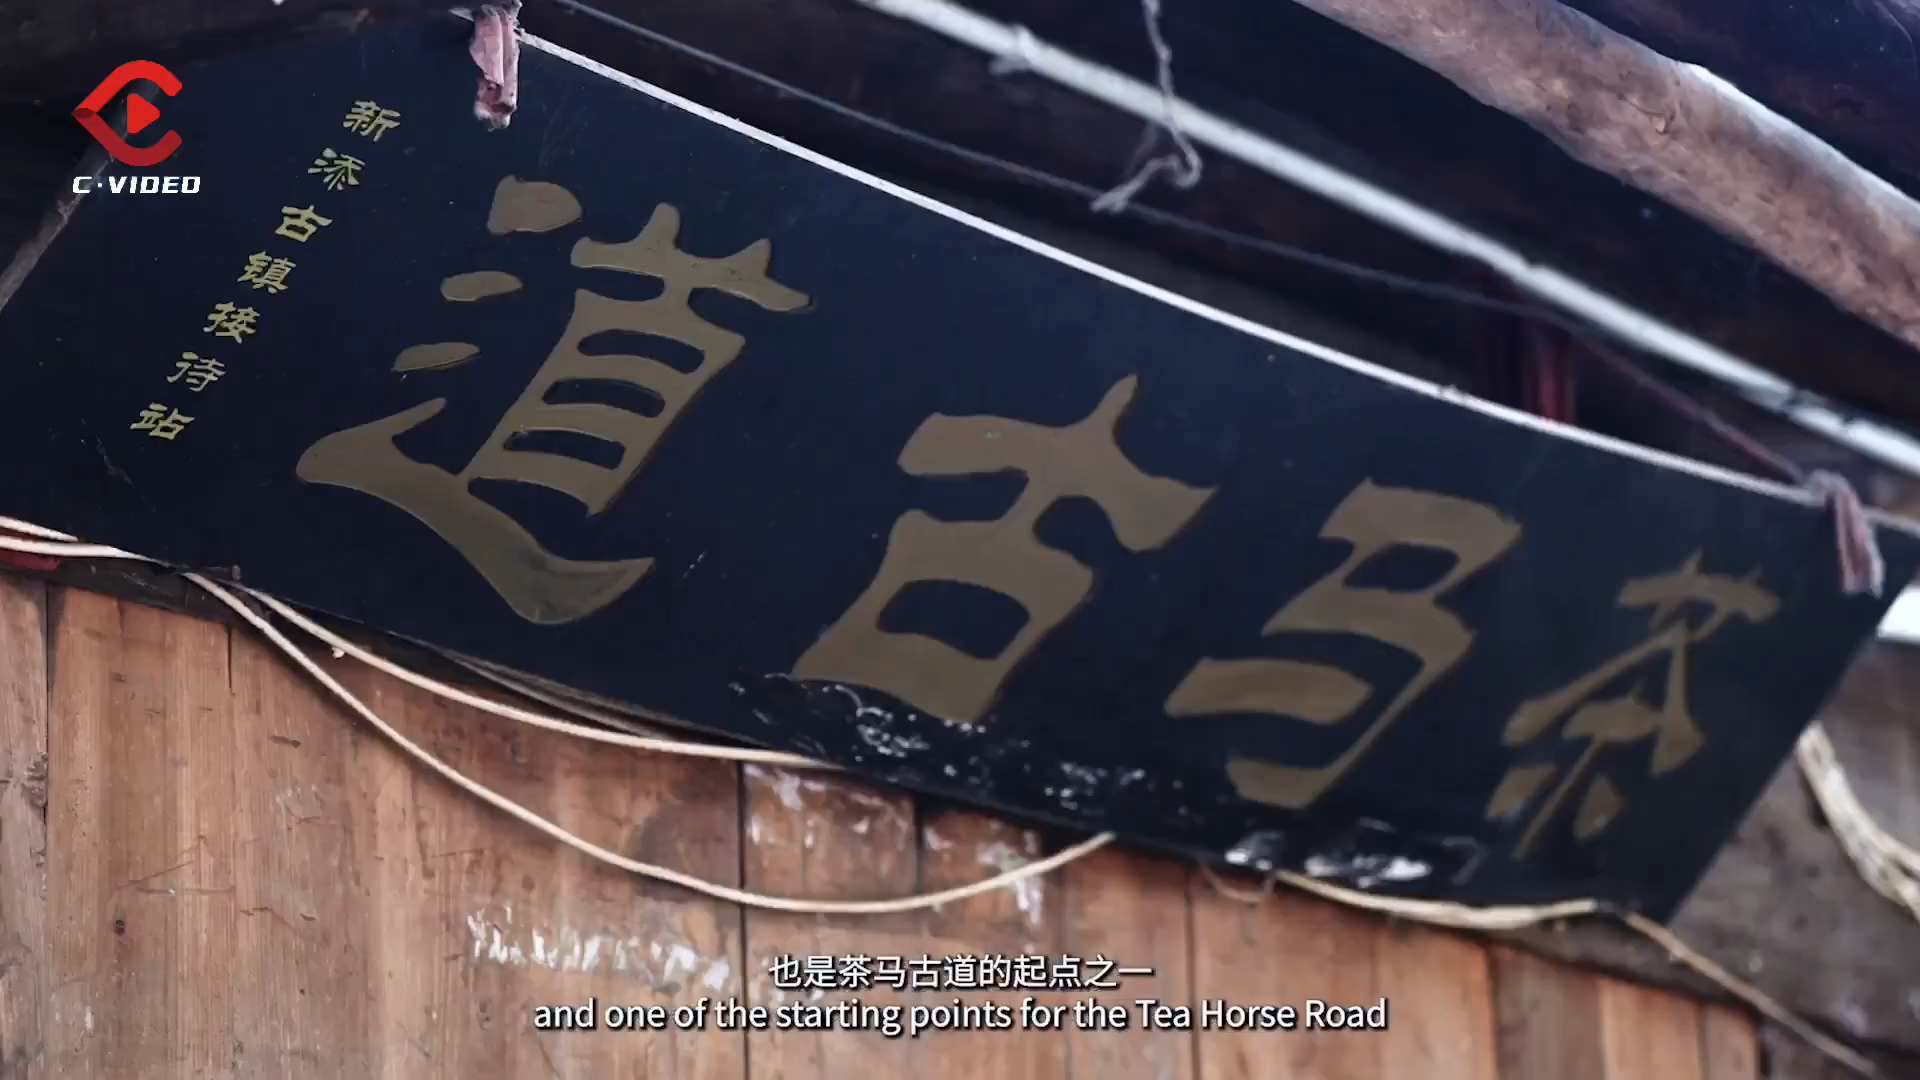 C·VIDEO
茶马古道
新添古镇接待站
也是茶马古道的起点之一
and one of the starting points for the Tea Horse Road